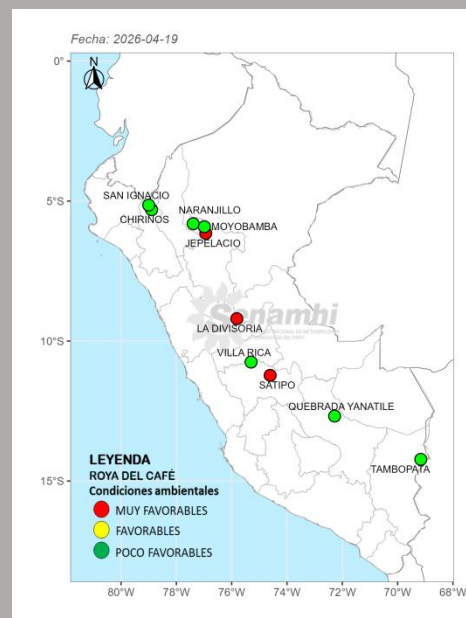 Fecha: 2026-04-19
N
0°
5°S
10°S
15°S
SAN IGNACIO
CHIRINOS
NARANJILLO
MOYOBAMBA
JEPELACIO
Senamhi
LA DIVISORIA
VILLA RICA
SATIPO
QUEBRADA YANATILE
TAMBOPATA
LEYENDA
ROYA DEL CAFÉ
Condiciones ambientales
MUY FAVORABLES
FAVORABLES
POCO FAVORABLES
80°W 78°W 76°W 74°W 72°W 70°W 68°W